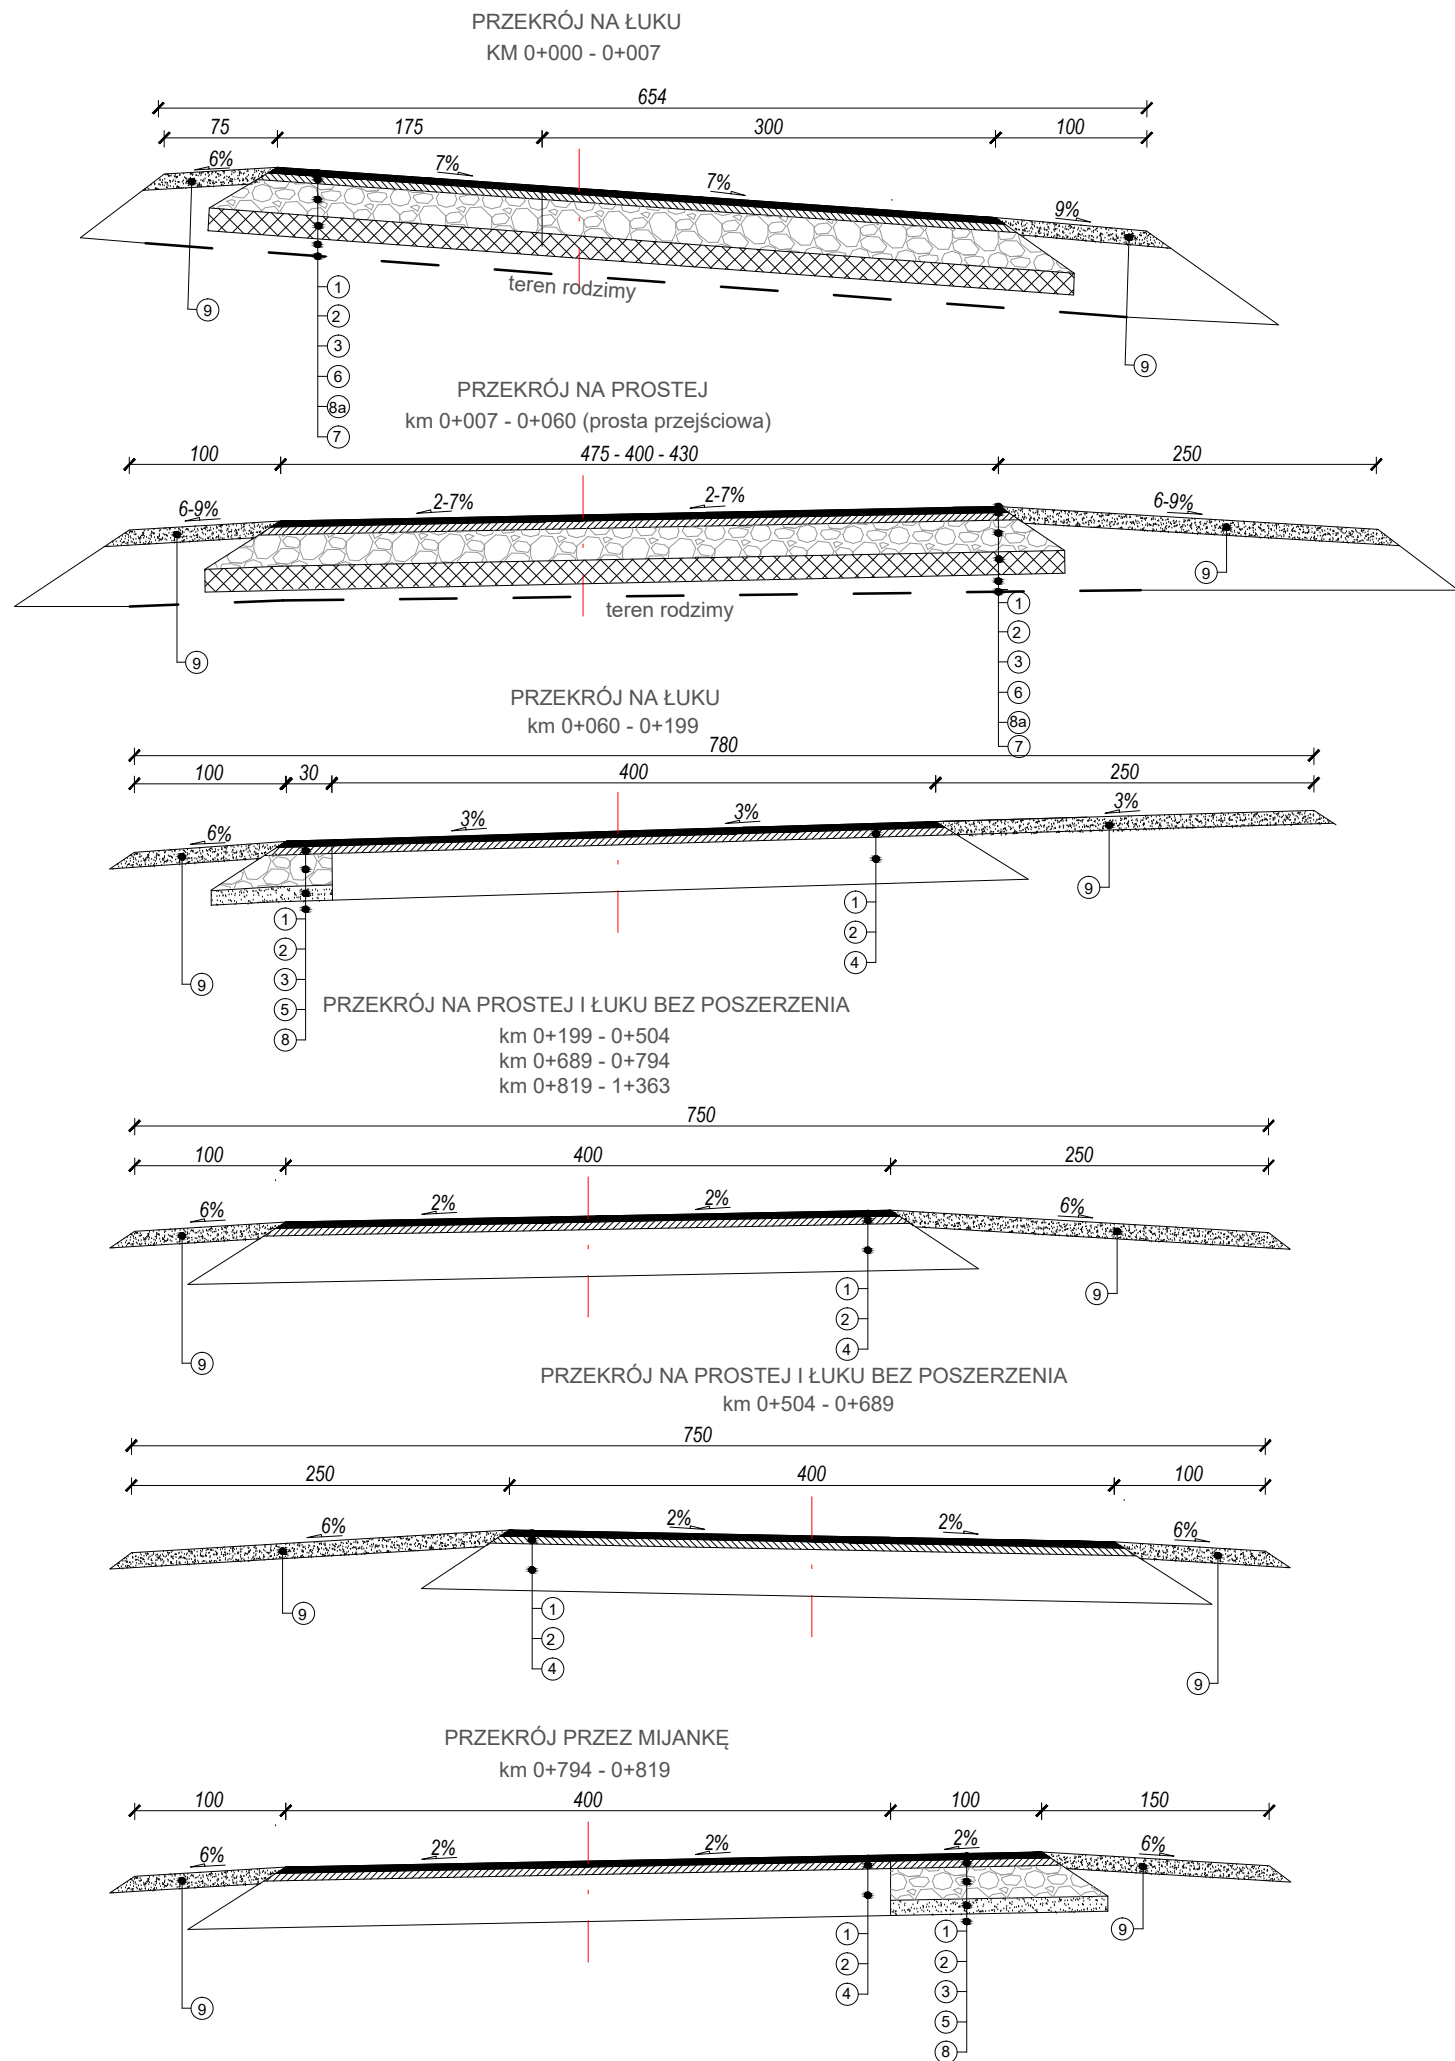 PRZEKRÓJ NA ŁUKU
KM 0+000 - 0+007
654
75 175 300 100
6% 7% 7% 9%
teren rodzimy
9
1
2
3
6
8a
7
9
PRZEKRÓJ NA PROSTEJ
km 0+007 - 0+060 (prosta przejściowa)
100 475 - 400 - 430 250
6-9% 2-7% 2-7% 6-9%
teren rodzimy
9
9
1
2
3
6
8a
7
PRZEKRÓJ NA ŁUKU
km 0+060 - 0+199
780
100 30 400 250
6% 3% 3% 3%
9
1
2
3
5
8
1
2
4
9
PRZEKRÓJ NA PROSTEJ I ŁUKU BEZ POSZERZENIA
km 0+199 - 0+504
km 0+689 - 0+794
km 0+819 - 1+363
750
100 400 250
6% 2% 2% 6%
9
1
2
4
9
PRZEKRÓJ NA PROSTEJ I ŁUKU BEZ POSZERZENIA
km 0+504 - 0+689
750
250 400 100
6% 2% 2% 6%
9
1
2
4
9
PRZEKRÓJ PRZEZ MIJANKĘ
km 0+794 - 0+819
100 400 100 150
6% 2% 2% 2% 6%
9
1
2
4
1
2
3
5
8
9